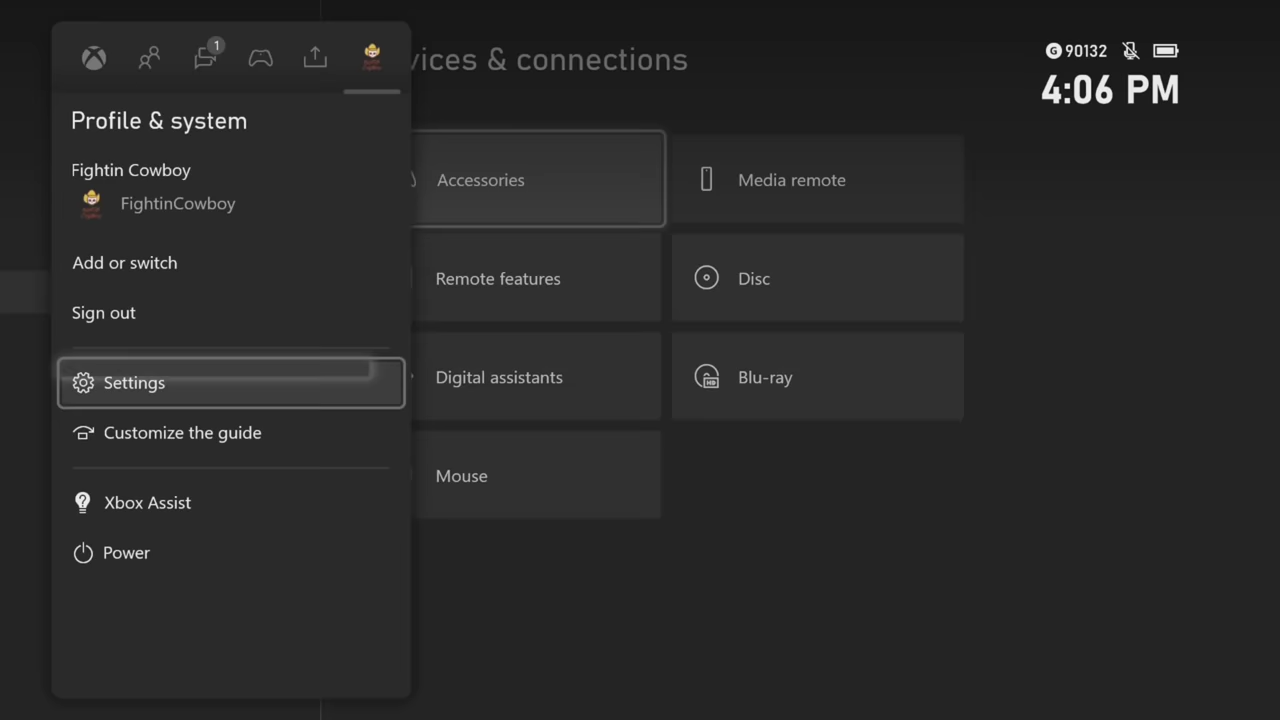 1
vices & connections
G 90132
4:06 PM
Profile & system
Fightin Cowboy
FightinCowboy
Add or switch
Sign out
Settings
Customize the guide
Xbox Assist
Power
Accessories
Media remote
Remote features
Disc
Digital assistants
HD
Blu-ray
Mouse